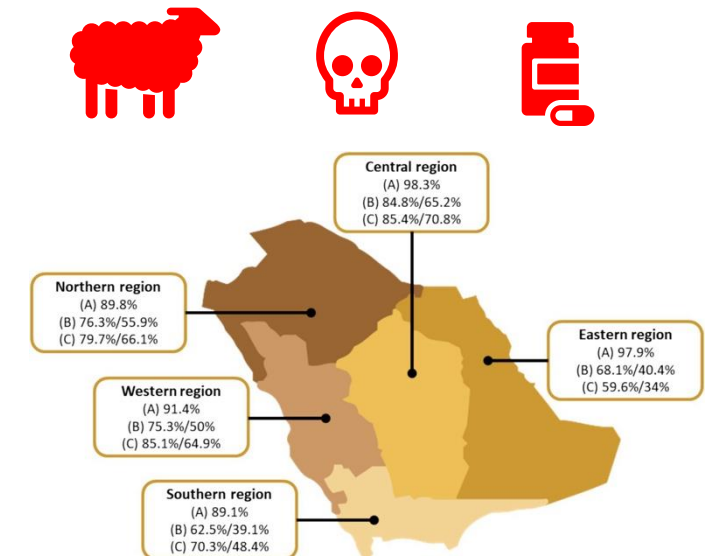 Central region
(A) 98.3%
(B) 84.8%/65.2%
(C) 85.4%/70.8%
Northern region
(A) 89.8%
(B) 76.3%/55.9%
(C) 79.7%/66.1%
Eastern region
(A) 97.9%
(B) 68.1%/40.4%
(C) 59.6%/34%
Western region
(A) 91.4%
(B) 75.3%/50%
(C) 85.1%/64.9%
Southern region
(A) 89.1%
(B) 62.5%/39.1%
(C) 70.3%/48.4%